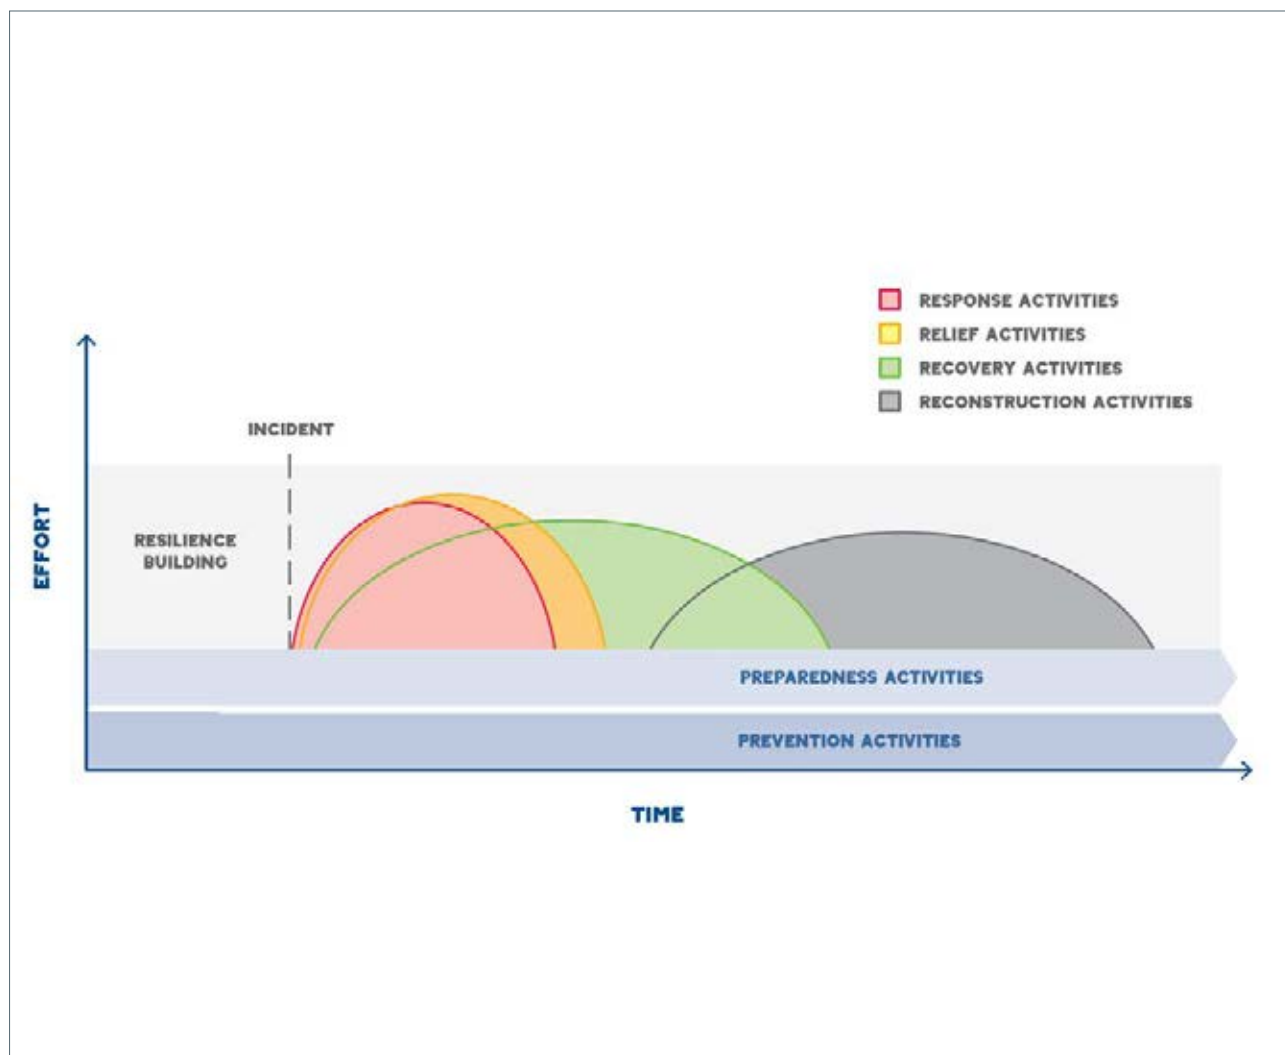 RESPONSE ACTIVITIES
RELIEF ACTIVITIES
RECOVERY ACTIVITIES
RECONSTRUCTION ACTIVITIES
INCIDENT
EFFORT
RESILIENCE
BUILDING
PREPAREDNESS ACTIVITIES
PREVENTION ACTIVITIES
TIME